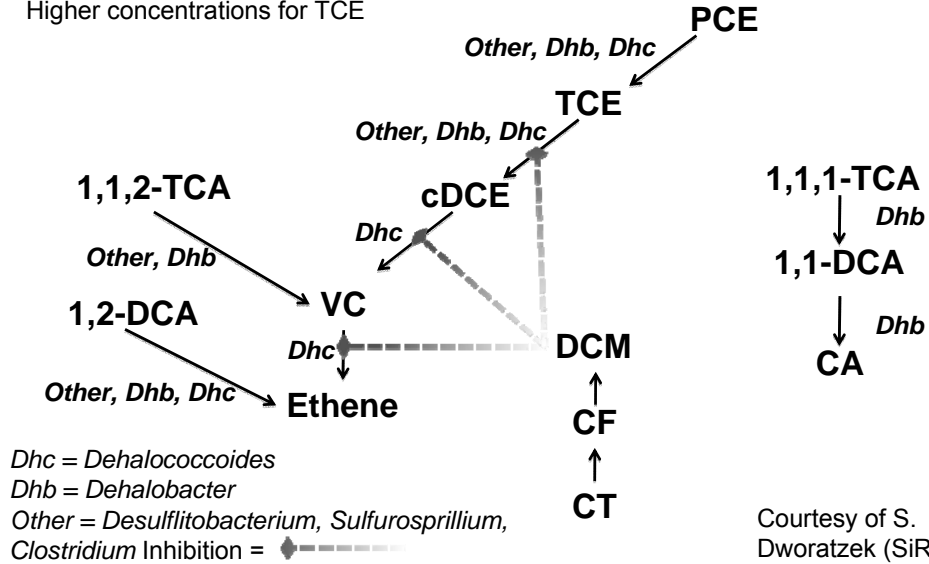 Higher concentrations for TCE
PCE
Other, Dhb, Dhc
TCE
Other, Dhb, Dhc
1,1,2-TCA
cDCE
1,1,1-TCA
Dhc
Dhb
Other, Dhb
1,1-DCA
1,2-DCA
VC
Dhb
Dhc
DCM
CA
Other, Dhb, Dhc
Ethene
CF
Dhc = Dehalococcoides
Dhb = Dehalobacter
CT
Other = Desulflitobacterium, Sulfurosprillium,
Clostridium Inhibition =
Courtesy of S.
Dworatzek (SiR